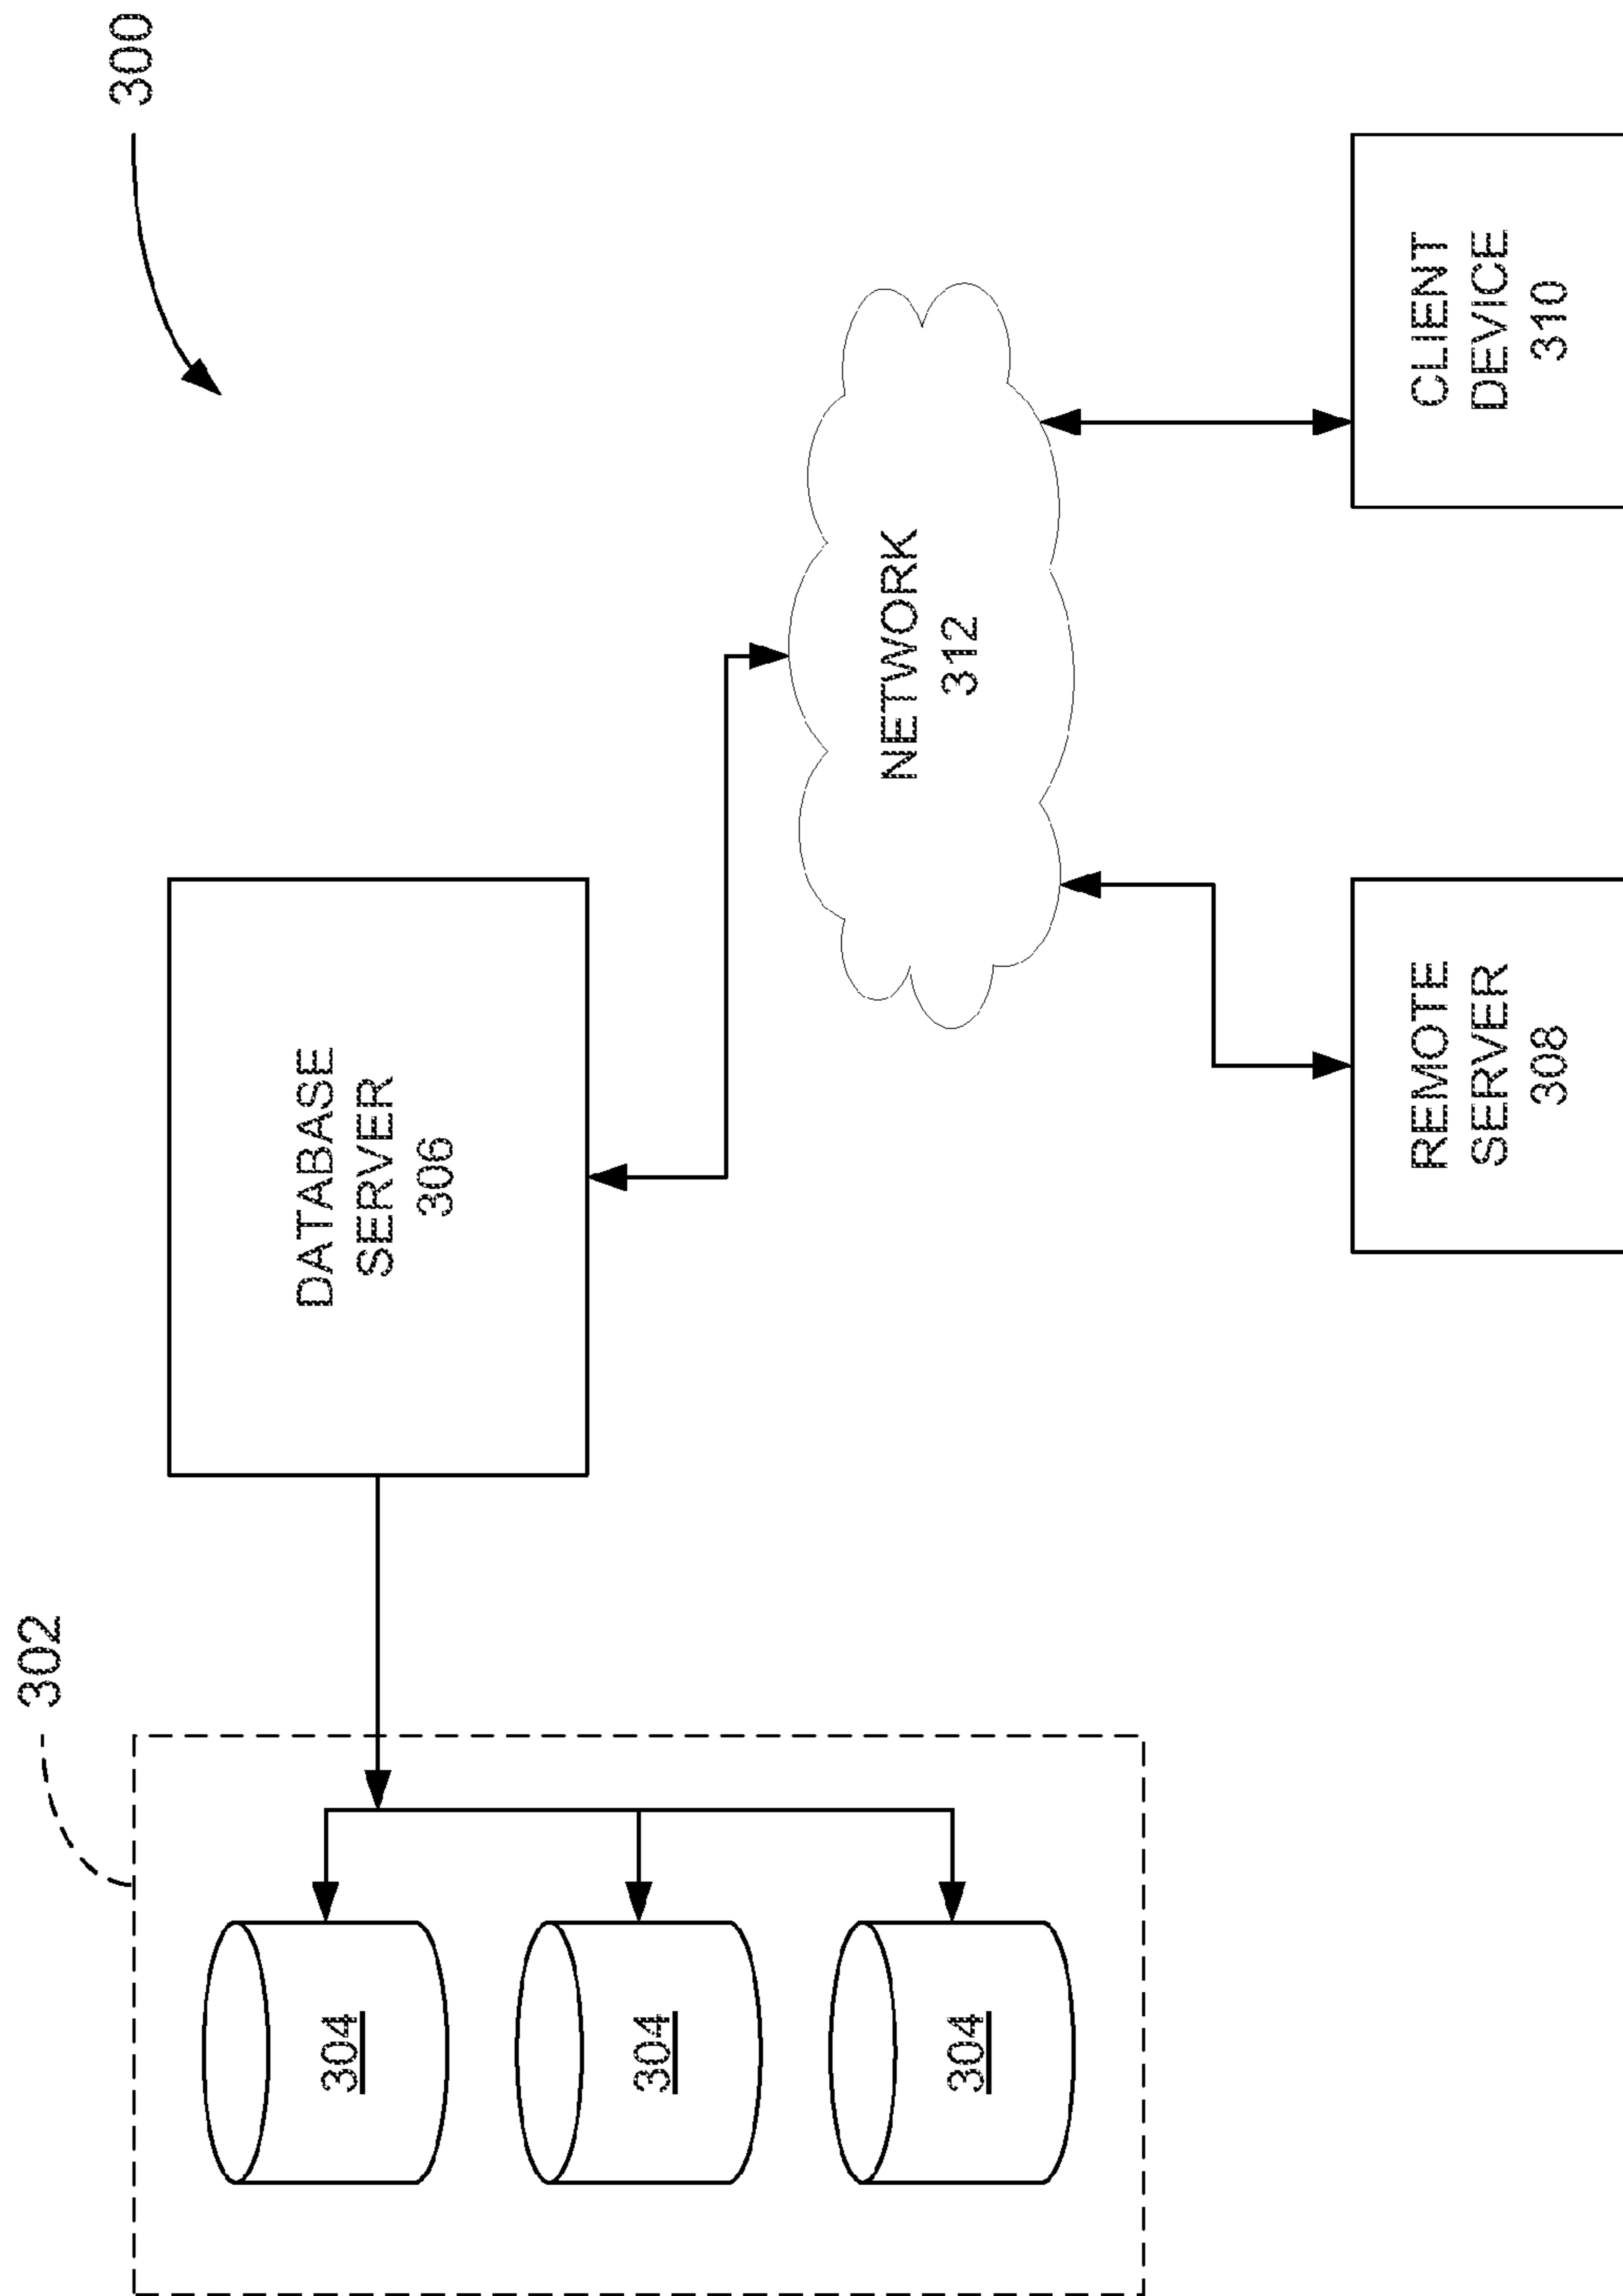 300
302
DATABASE
SERVER
306
304
304
304
NETWORK
312
REMOTE
SERVER
308
CLIENT
DEVICE
310